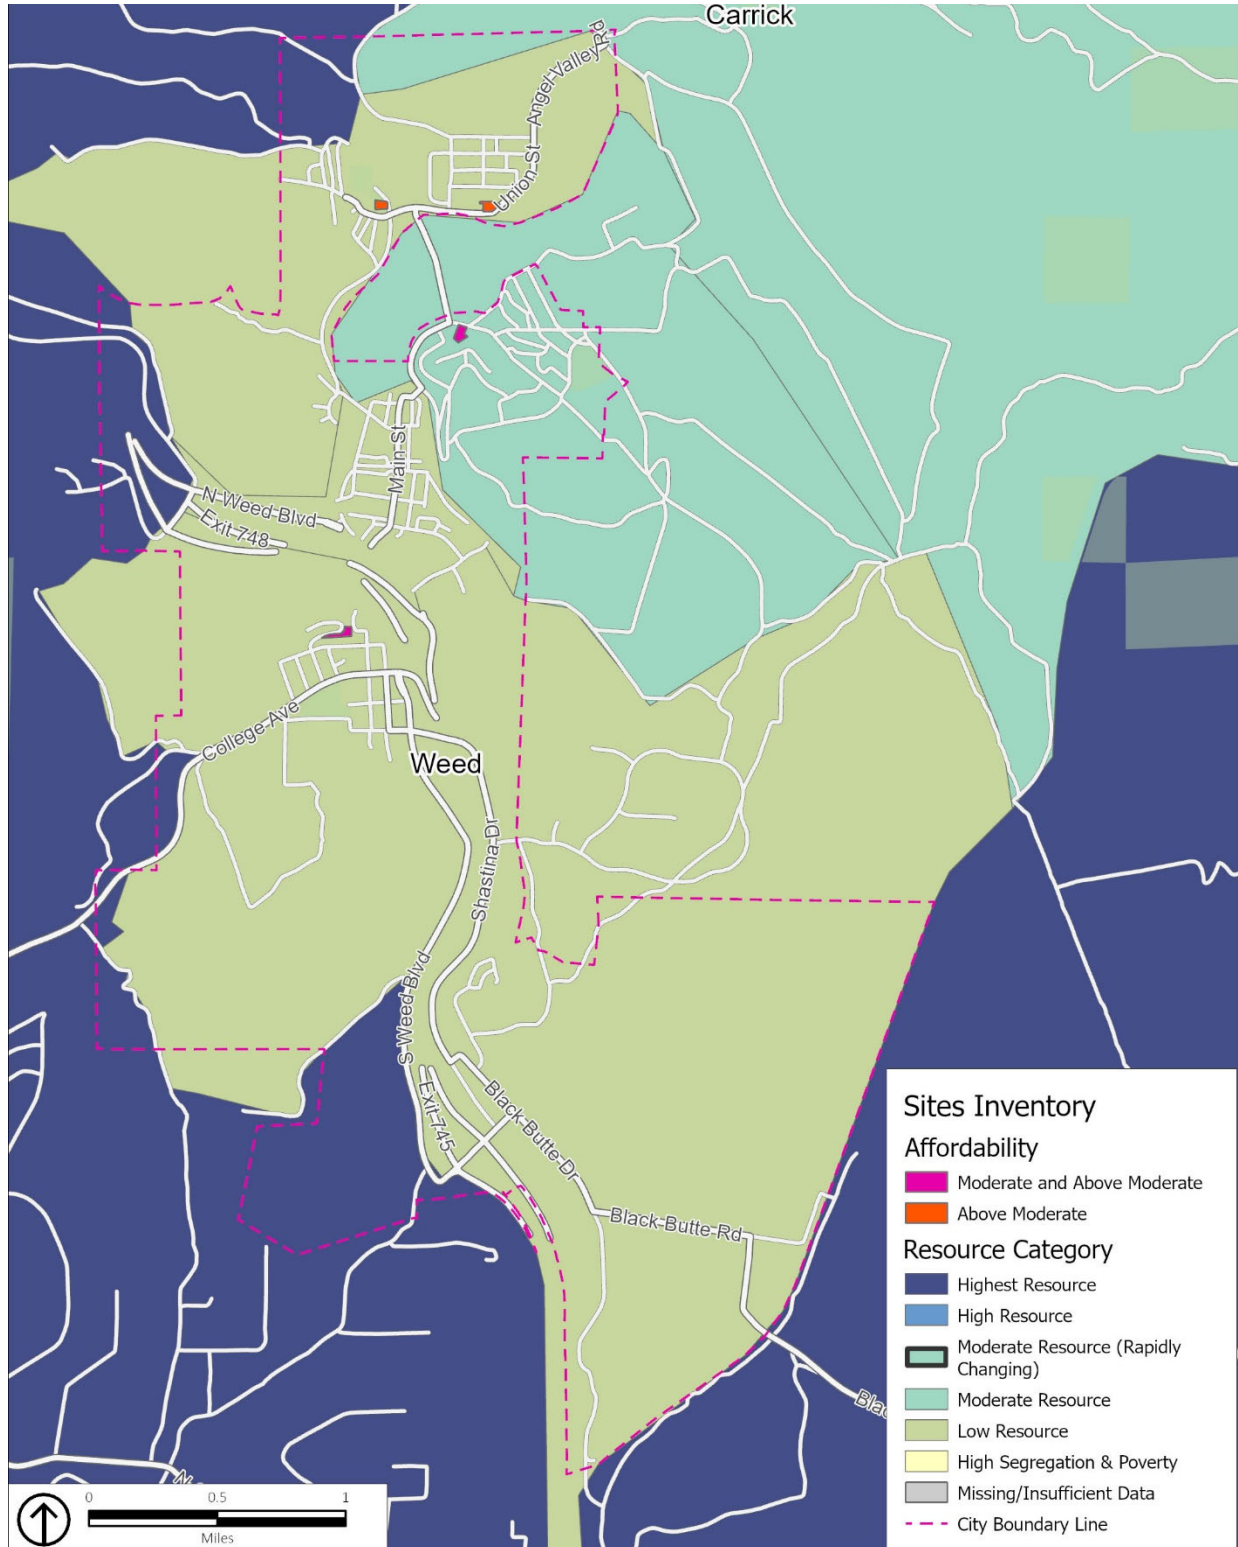 Carrick
Angel Valley Rd
Union St
Main St
N Weed Blvd
Exit 748
College Ave
Weed
Shastina Dr
S Weed Blvd
Exit 745
Black Butte Dr
Black Butte Rd
Blac
N
Sites Inventory
Affordability
Moderate and Above Moderate
Above Moderate
Resource Category
Highest Resource
High Resource
Moderate Resource (Rapidly
Changing)
Moderate Resource
Low Resource
High Segregation & Poverty
Missing/Insufficient Data
City Boundary Line
0 0.5 1
Miles